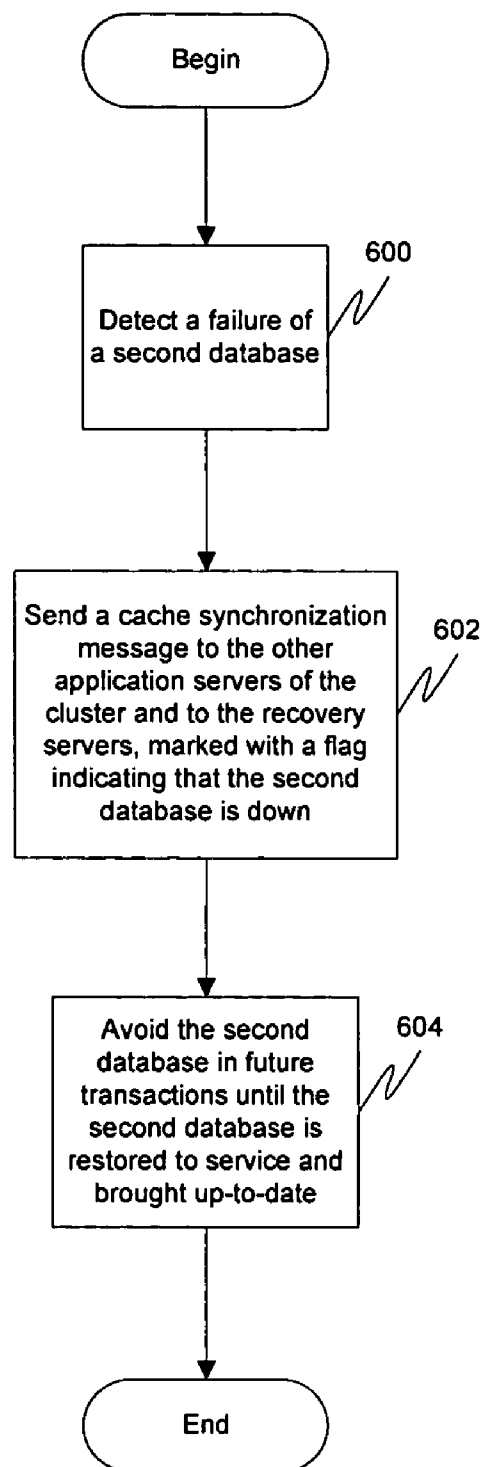 Begin
600
Detect a failure of
a second database
602
Send a cache synchronization
message to the other
application servers of the
cluster and to the recovery
servers, marked with a flag
indicating that the second
database is down
604
Avoid the second
database in future
transactions until the
second database is
restored to service and
brought up-to-date
End